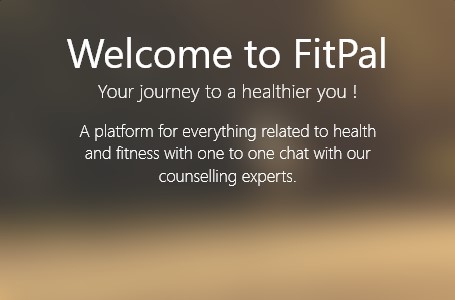 Welcome to FitPal
Your journey to a healthier you !
A platform for everything related to health
and fitness with one to one chat with our
counselling experts.